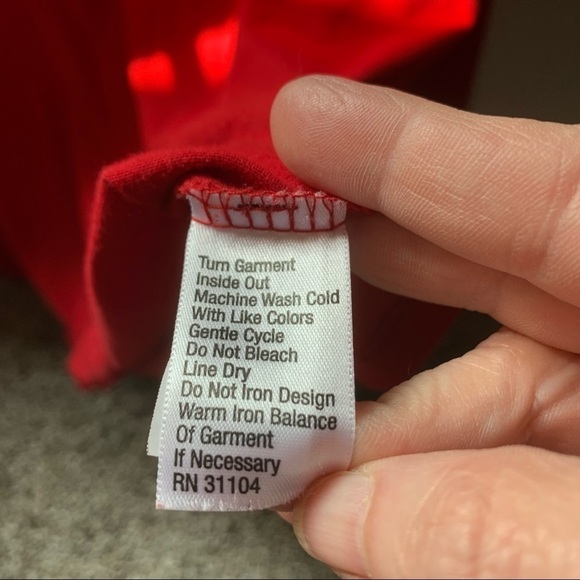 Turn Garment
Inside Out
Machine Wash Cold
With Like Colors
Gentle Cycle
Do Not Bleach
Line Dry
Do Not Iron Design
Warm Iron Balance
Of Garment
If Necessary
RN 31104